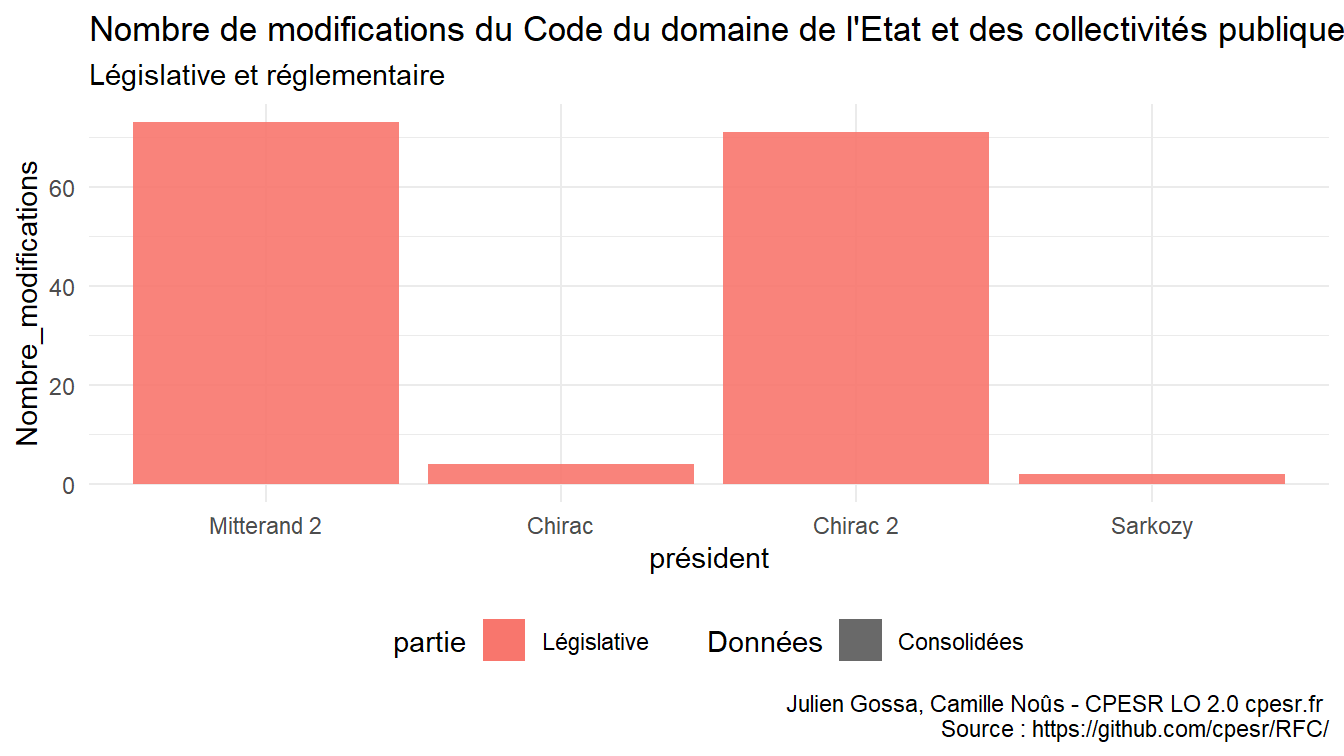 Nombre de modifications du Code du domaine de l'Etat et des collectivités publique
Législative et réglementaire
Nombre_modifications
60
40
20
0
Mitterand 2 Chirac Chirac 2 Sarkozy
président
partie Législative Données Consolidées
Julien Gossa, Camille Noûs - CPESR LO 2.0 cpesr.fr
Source : https://github.com/cpesr/RFC/